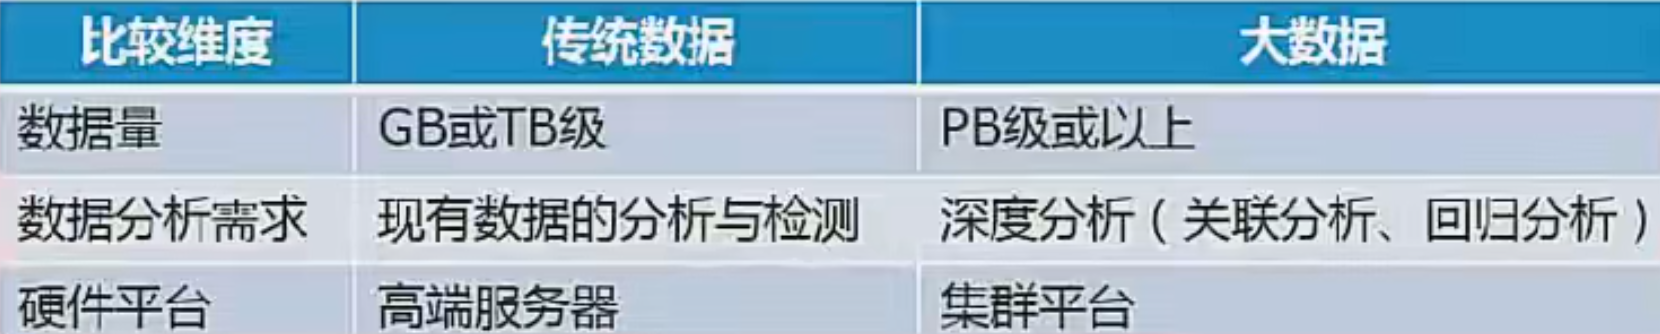 比较维度 传统数据 大数据
数据量 GB或TB级 PB级或以上
数据分析需求 现有数据的分析与检测 深度分析（关联分析、回归分析）
硬件平台 高端服务器 集群平台